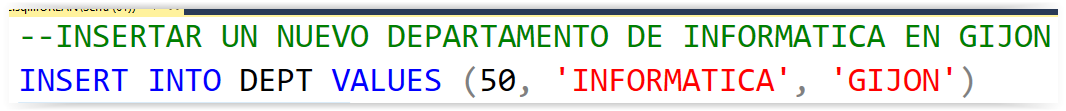 --INSERTAR UN NUEVO DEPARTAMENTO DE INFORMATICA EN GIJON
INSERT INTO DEPT VALUES (50, 'INFORMATICA', 'GIJON')